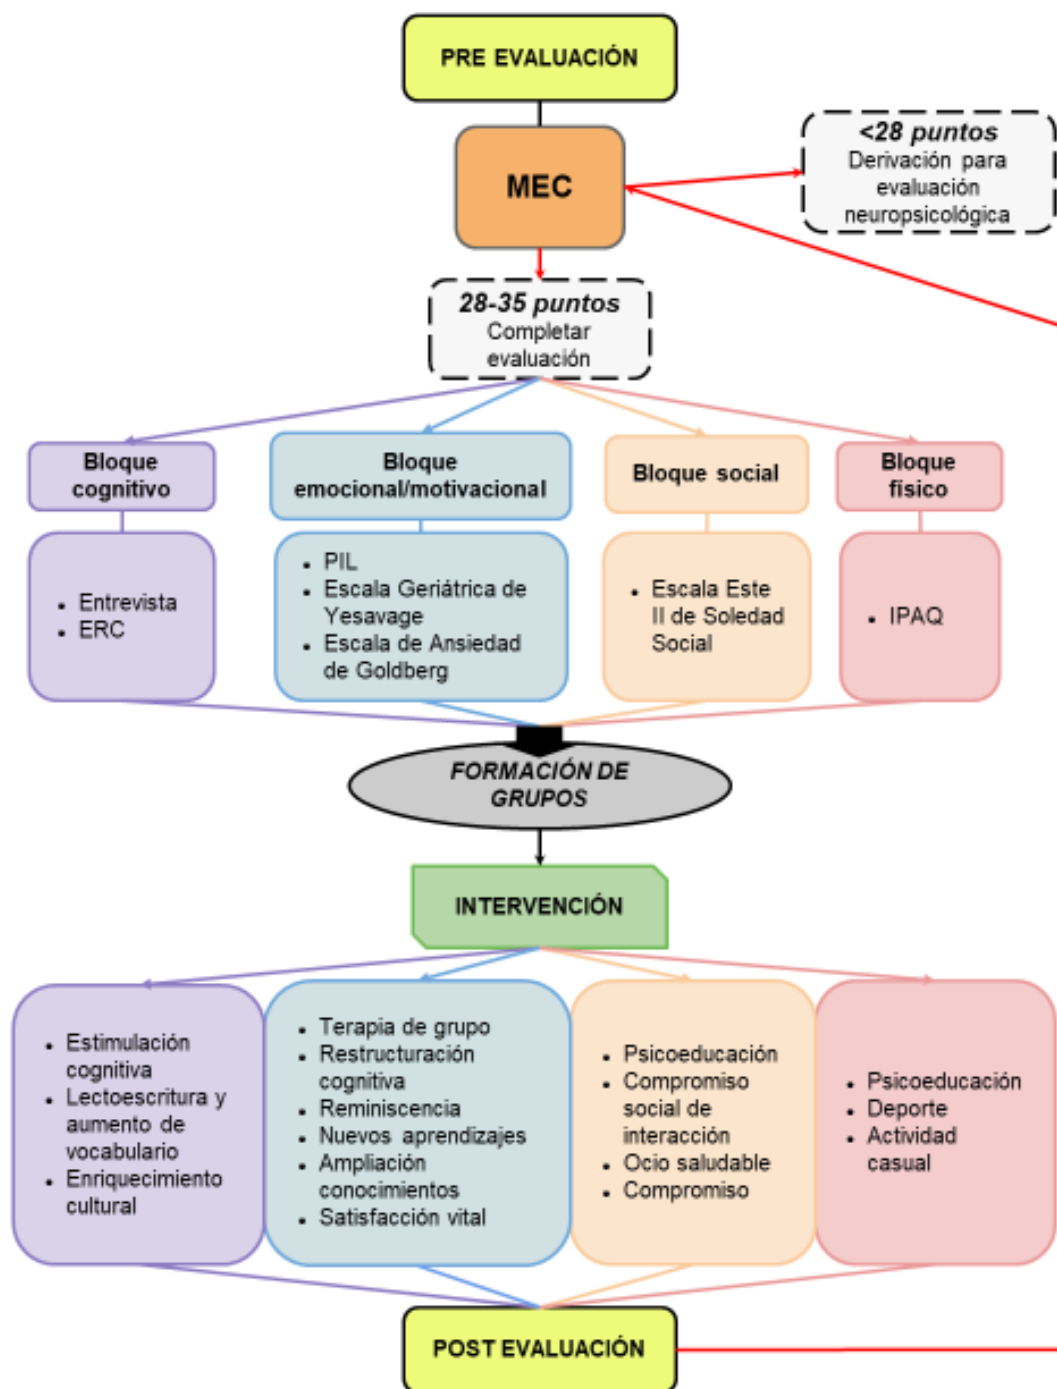 PRE EVALUACIÓN
MEC
<28 puntos
Derivación para
evaluación
neuropsicológica
28-35 puntos
Completar
evaluación
Bloque
cognitivo
Bloque
emocional/motivacional
Bloque social
Bloque
físico
• Entrevista
• ERC
• PIL
• Escala Geriátrica de
Yesavage
• Escala de Ansiedad
de Goldberg
• Escala Este
II de Soledad
Social
• IPAQ
FORMACIÓN DE
GRUPOS
INTERVENCIÓN
• Estimulación
cognitiva
• Lectoescritura y
aumento de
vocabulario
• Enriquecimiento
cultural
• Terapia de grupo
• Restructuración
cognitiva
• Reminiscencia
• Nuevos aprendizajes
• Ampliación
conocimientos
• Satisfacción vital
• Psicoeducación
• Compromiso
social de
interacción
• Ocio saludable
• Compromiso
• Psicoeducación
• Deporte
• Actividad
casual
POST EVALUACIÓN